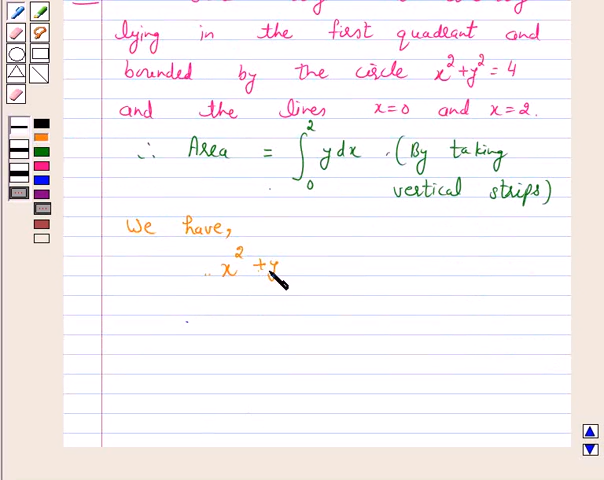 lying in the first quadrant and
bounded by the circle x² + y² = 4
and the lines x=0 and x=2.
∴ Area = ∫₀² y dx . (By taking
vertical strips)
We have,
x² + y